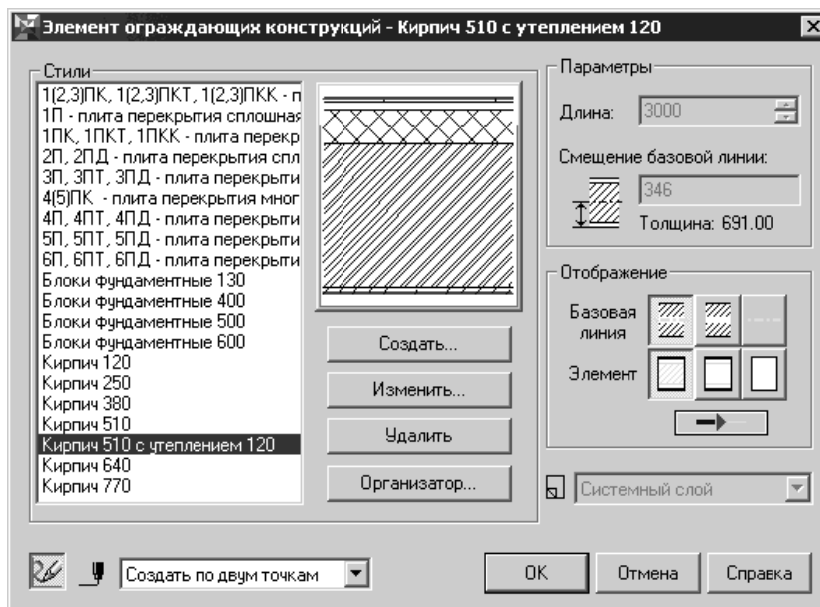 Элемент ограждающих конструкций - Кирпич 510 с утеплением 120
Стили
1(2,3)ПК, 1(2,3)ПКТ, 1(2,3)ПКК - п
1П - плита перекрытия сплошная
1ПК, 1ПКТ, 1ПКК - плита перекр
2П, 2ПД - плита перекрытия спл
3П, 3ПТ, 3ПД - плита перекрыти
4(5)ПК - плита перекрытия мног
4П, 4ПТ, 4ПД - плита перекрыти
5П, 5ПТ, 5ПД - плита перекрыти
6П, 6ПТ, 6ПД - плита перекрыти
Блоки фундаментные 130
Блоки фундаментные 400
Блоки фундаментные 500
Блоки фундаментные 600
Кирпич 120
Кирпич 250
Кирпич 380
Кирпич 510
Кирпич 510 с утеплением 120
Кирпич 640
Кирпич 770
Создать...
Изменить...
Удалить
Организатор...
Параметры
Длина: 3000
Смещение базовой линии:
346
Толщина: 691.00
Отображение
Базовая
линия
Элемент
Системный слой
Создать по двум точкам
OK
Отмена
Справка